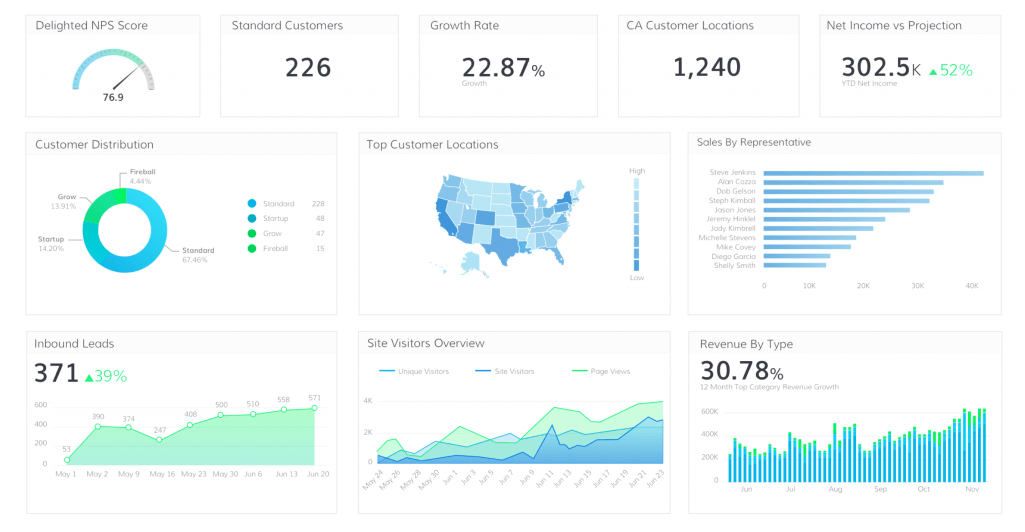 Delighted NPS Score
76.9
Standard Customers
226
Growth Rate
22.87%
Growth
CA Customer Locations
1,240
Net Income vs Projection
302.5K ▲52%
YTD Net Income
Customer Distribution
Fireball
4.44%
Grow
13.91%
Startup
14.20%
Standard
67.46%
Standard 228
Startup 48
Grow 47
Fireball 15
Top Customer Locations
High
Low
Sales By Representative
Steve Jenkins
Alan Cozzo
Dob Gelson
Steph Kimball
Jason Jones
Jeremy Hinklel
Jody Kimbrell
Michelle Stevens
Mike Covey
Diego Garcia
Shelly Smith
0 10K 20K 30K 40K
Inbound Leads
371 ▲39%
600
400
200
0
53
390
374
247
408
500
510
558
571
May 1 May 2 May 9 May 16 May 23 May 30 Jun 6 Jun 13 Jun 20
Site Visitors Overview
Unique Visitors Site Visitors Page Views
4K
2K
0
May 24 May 26 May 28 May 30 Jun 1 Jun 3 Jun 5 Jun 7 Jun 9 Jun 11 Jun 13 Jun 15 Jun 17 Jun 19 Jun 21 Jun 23
Revenue By Type
30.78%
12 Month Top Category Revenue Growth
600K
400K
200K
0
Jun Jul Aug Sep Oct Nov